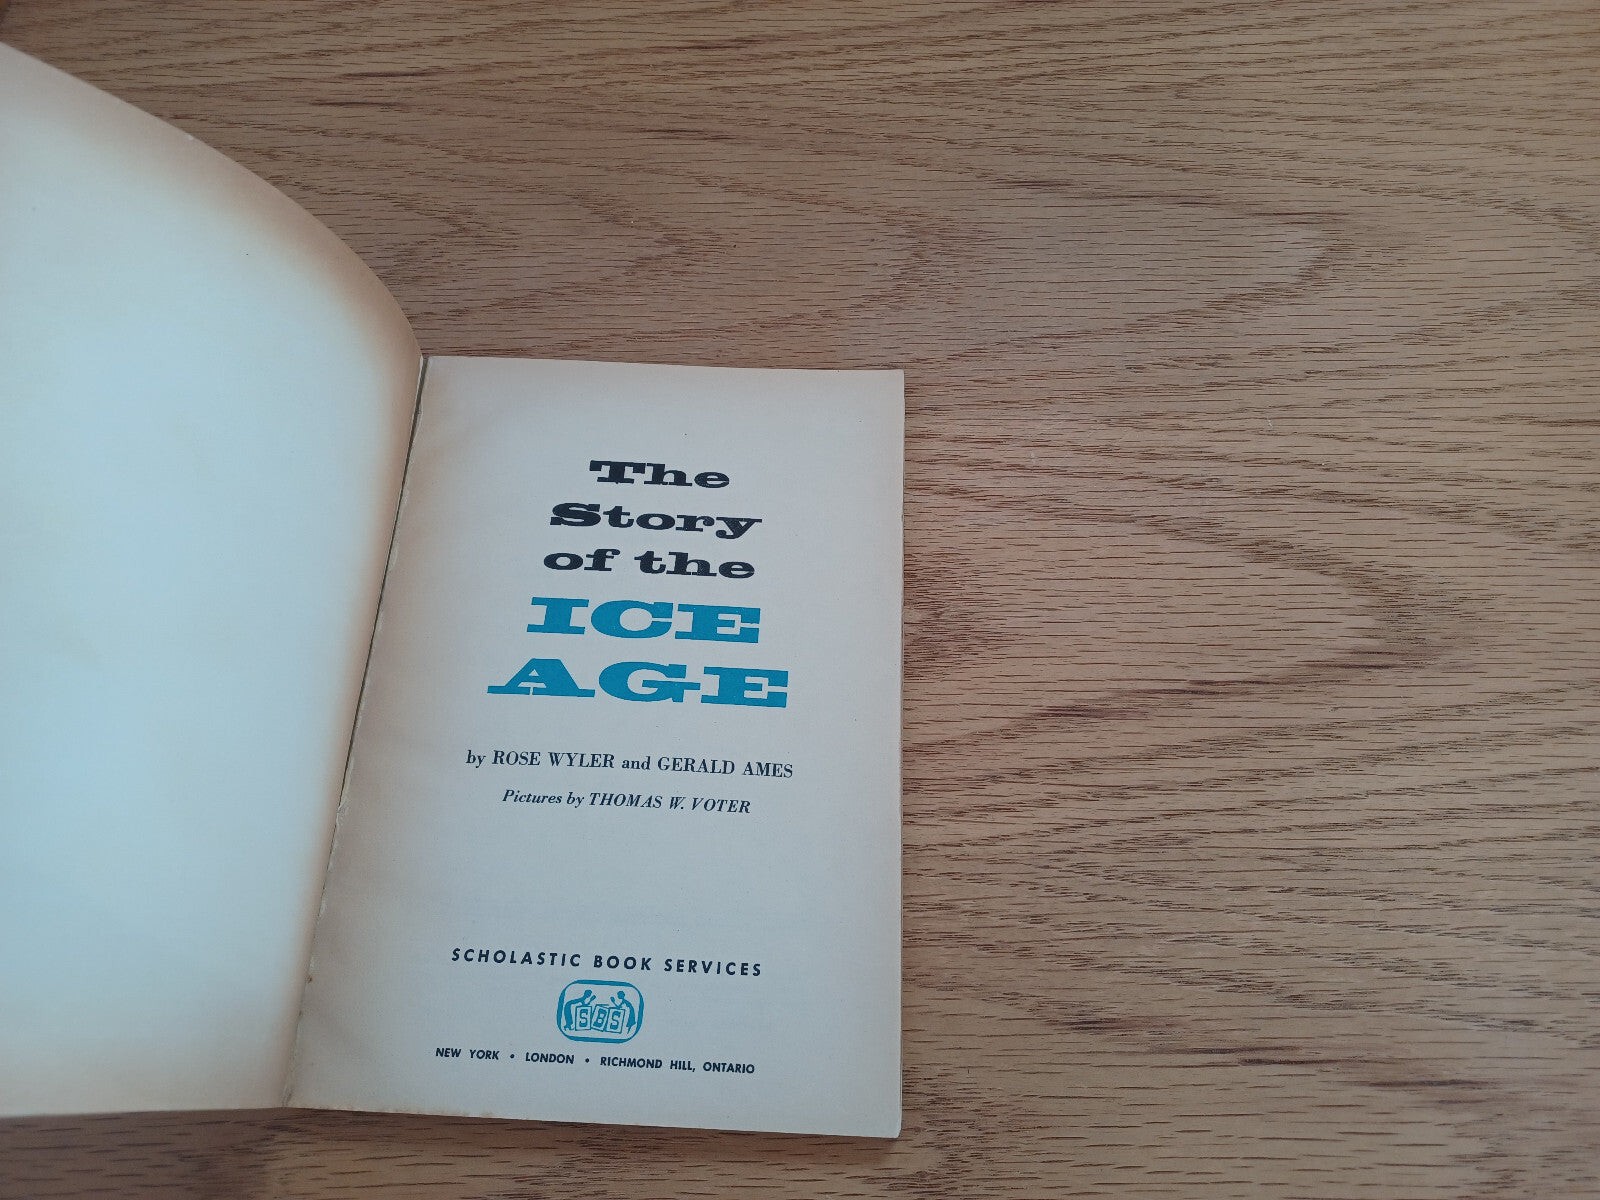 The
Story
of the
ICE
AGE
by ROSE WYLER and GERALD AMES
Pictures by THOMAS W. VOTER
SCHOLASTIC BOOK SERVICES
SBS
NEW YORK • LONDON • RICHMOND HILL, ONTARIO